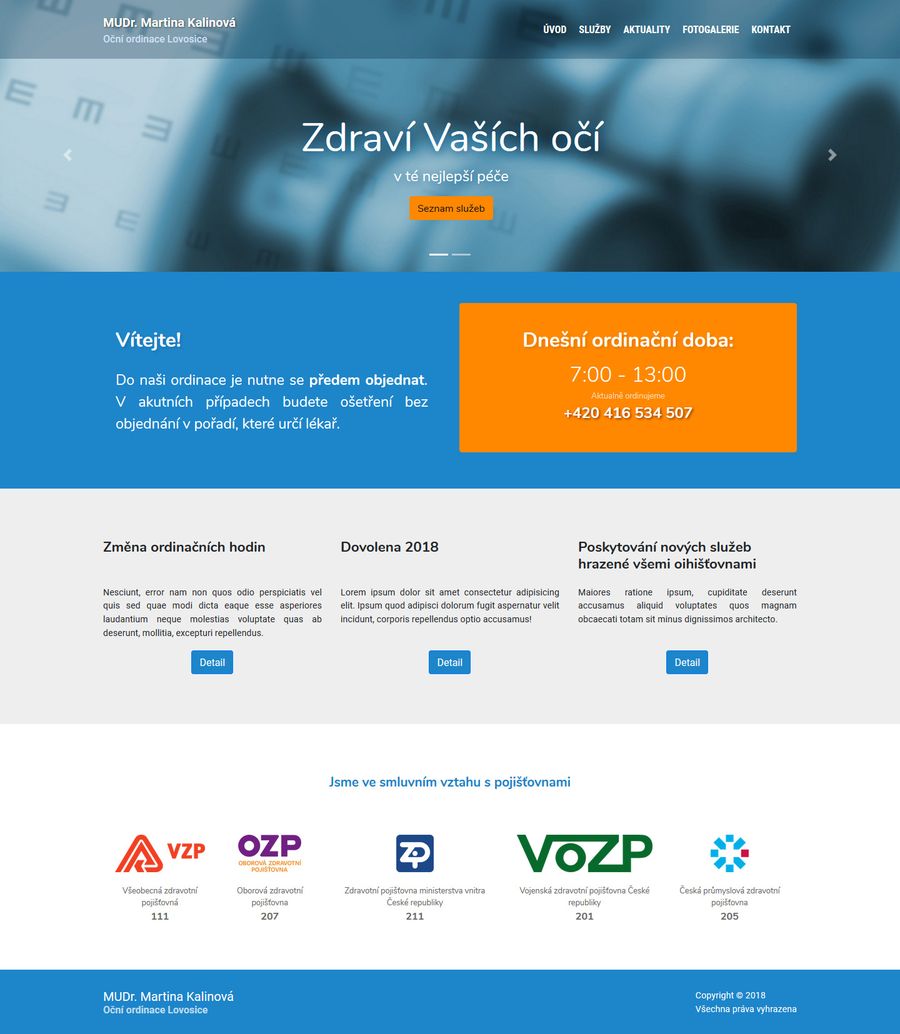 MUDr. Martina Kalinová
Oční ordinace Lovosice
ÚVOD SLUŽBY AKTUALITY FOTOGALERIE KONTAKT
Zdraví Vaších očí
v té nejlepší péče
Seznam služeb
Vítejte!
Do naši ordinace je nutne se předem objednat.
V akutních případech budete ošetření bez
objednání v pořadí, které určí lékař.
Dnešní ordinační doba:
7:00 - 13:00
Aktualně ordinujeme
+420 416 534 507
Změna ordinačních hodin
Nesciunt, error nam non quos odio perspiciatis vel
quis sed quae modi dicta eaque esse asperiores
laudantium neque molestias voluptate quas ab
deserunt, mollitia, excepturi repellendus.
Detail
Dovolena 2018
Lorem ipsum dolor sit amet consectetur adipisicing
elit. Ipsum quod adipisci dolorum fugit aspernatur velit
incidunt, corporis repellendus optio accusamus!
Detail
Poskytování nových služeb
hrazené všemi oihišťovnami
Maiores ratione ipsum, cupiditate deserunt
accusamus aliquid voluptates quos magnam
obcaecati totam sit minus dignissimos architecto.
Detail
Jsme ve smluvním vztahu s pojišťovnami
VZP
Všeobecná zdravotní
pojišťovná
111
OZP
OBOROVÁ ZDRAVOTNÍ
POJIŠŤOVNA
Oborová zdravotní
pojišťovna
207
ZP
Zdravotní pojišťovna ministerstva vnitra
České republiky
211
VoZP
Vojenská zdravotní pojišťovna České
republiky
201
Česká průmyslová zdravotní
pojišťovna
205
MUDr. Martina Kalinová
Oční ordinace Lovosice
Copyright © 2018
Všechna práva vyhrazena